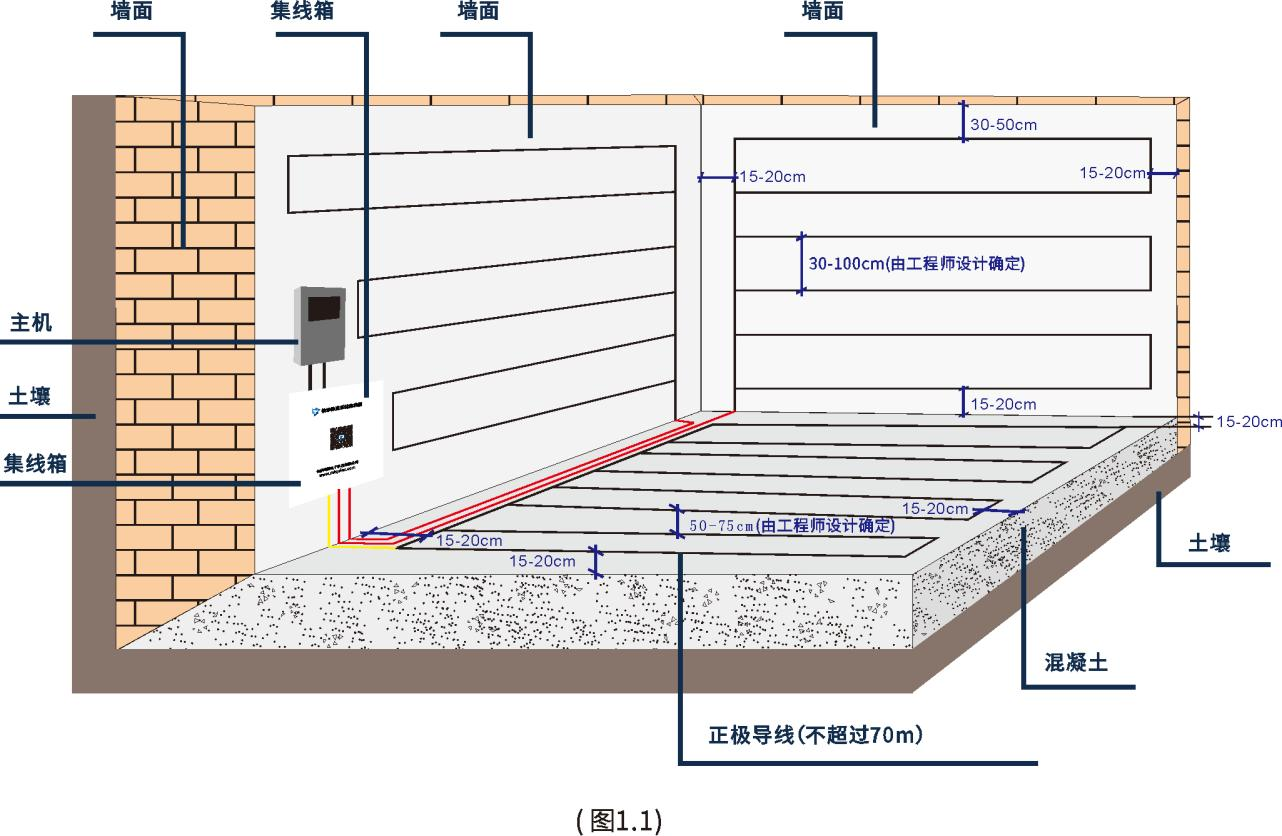 墙面
集线箱
墙面
墙面
30-50cm
15-20cm
15-20cm
30-100cm(由工程师设计确定)
主机
土壤
15-20cm
15-20cm
集线箱
15-20cm
50-75cm(由工程师设计确定)
15-20cm
15-20cm
土壤
混凝土
正极导线(不超过70m)
(图1.1)